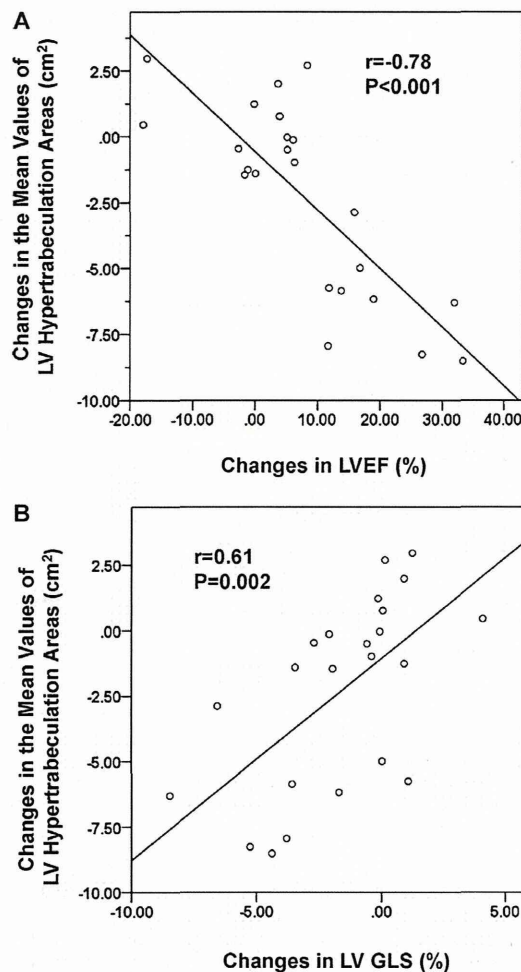 A
r=-0.78
P<0.001
Changes in the Mean Values of
LV Hypertrabeculation Areas (cm²)
2.50
.00
-2.50
-5.00
-7.50
-10.00
-20.00 -10.00 .00 10.00 20.00 30.00 40.00
Changes in LVEF (%)
B
r=0.61
P=0.002
Changes in the Mean Values of
LV Hypertrabeculation Areas (cm²)
2.50
.00
-2.50
-5.00
-7.50
-10.00
-10.00 -5.00 .00 5.00
Changes in LV GLS (%)